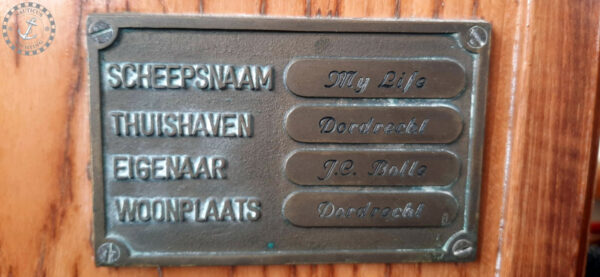 SCHEEPSNAAM My Life
THUISHAVEN Dordrecht
EIGENAAR J.C. Bolle
WOONPLAATS Dordrecht